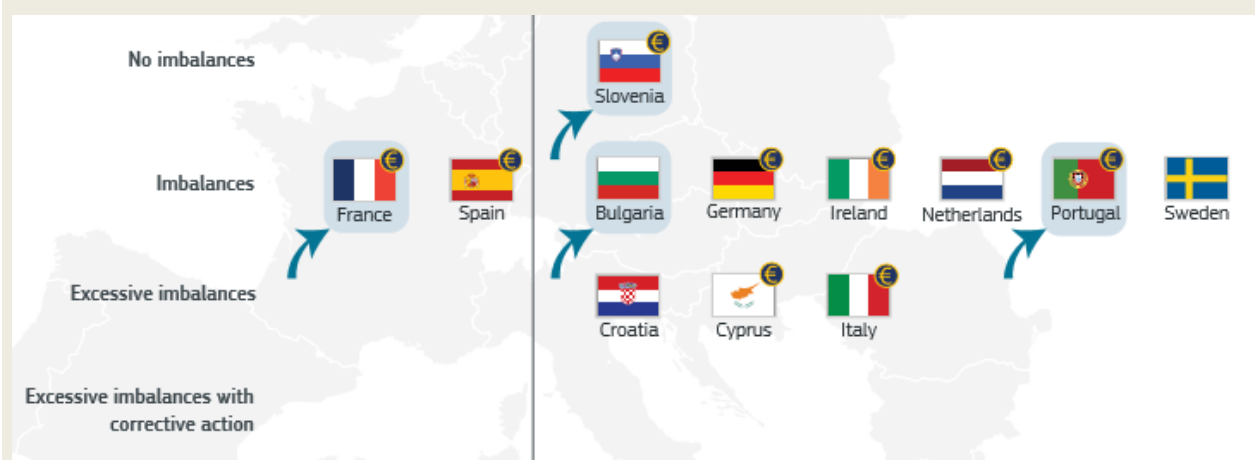 No imbalances
Slovenia
Imbalances
France
Spain
Bulgaria
Germany
Ireland
Netherlands
Portugal
Sweden
Excessive imbalances
Croatia
Cyprus
Italy
Excessive imbalances with
corrective action